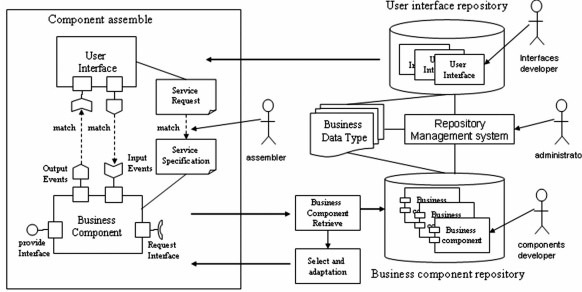 Component assemble
User interface repository
User
Interface
Service
Request
match
match
match
Service
Specification
Output
Events
Input
Events
Business
Component
provide
Interface
Request
Interface
assembler
User
Interface
Interfaces
developer
Business
Data Type
Repository
Management system
administrato
Business
Component
Retrieve
Select and
adaptation
Business
Business
Business
component
components
developer
Business component repository